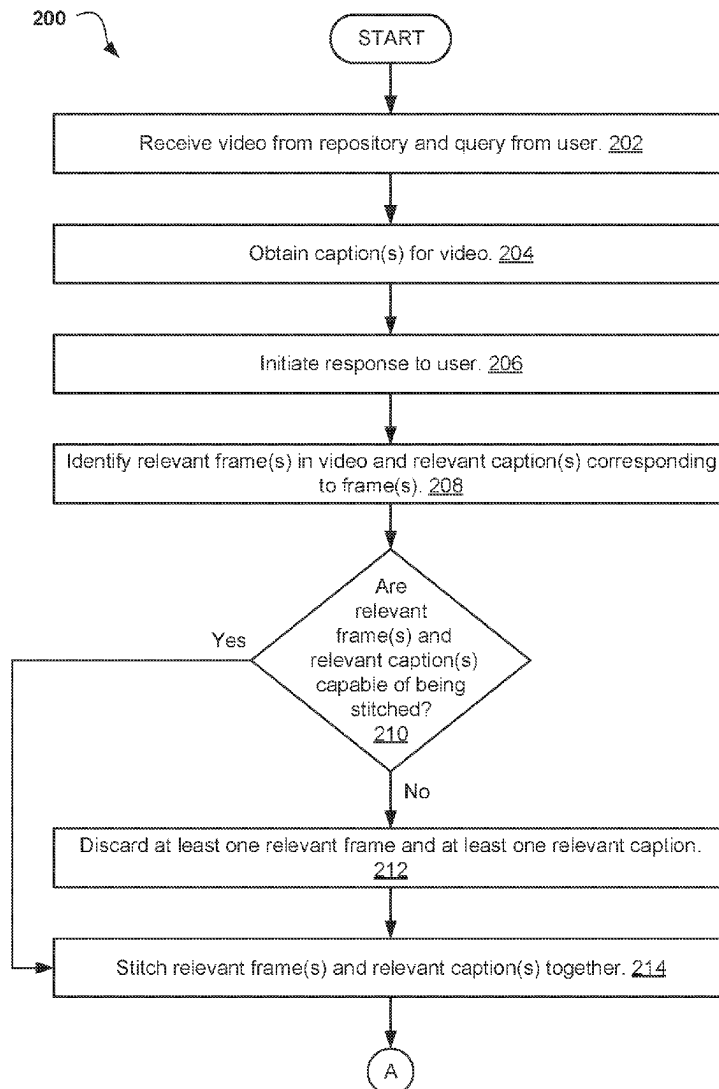 200
START
Receive video from repository and query from user. 202
Obtain caption(s) for video. 204
Initiate response to user. 206
Identify relevant frame(s) in video and relevant caption(s) corresponding
to frame(s). 208
Are
relevant
frame(s) and
relevant caption(s)
capable of being
stitched?
210
Yes
No
Discard at least one relevant frame and at least one relevant caption.
212
Stitch relevant frame(s) and relevant caption(s) together. 214
A